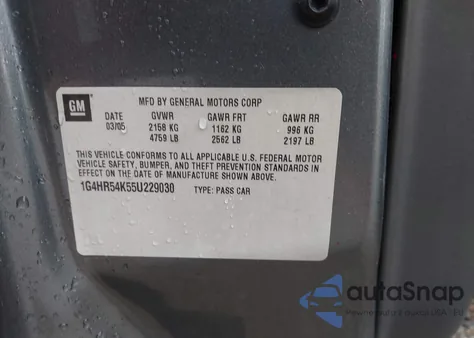 GM
MFD BY GENERAL MOTORS CORP
DATE GVWR GAWR FRT GAWR RR
03/05 2158 KG 1162 KG 996 KG
4759 LB 2562 LB 2197 LB
THIS VEHICLE CONFORMS TO ALL APPLICABLE U.S. FEDERAL MOTOR
VEHICLE SAFETY, BUMPER, AND THEFT PREVENTION STANDARDS IN
EFFECT ON THE DATE OF MANUFACTURE SHOWN ABOVE.
1G4HR54K55U229030 TYPE: PASS CAR
autoSnap